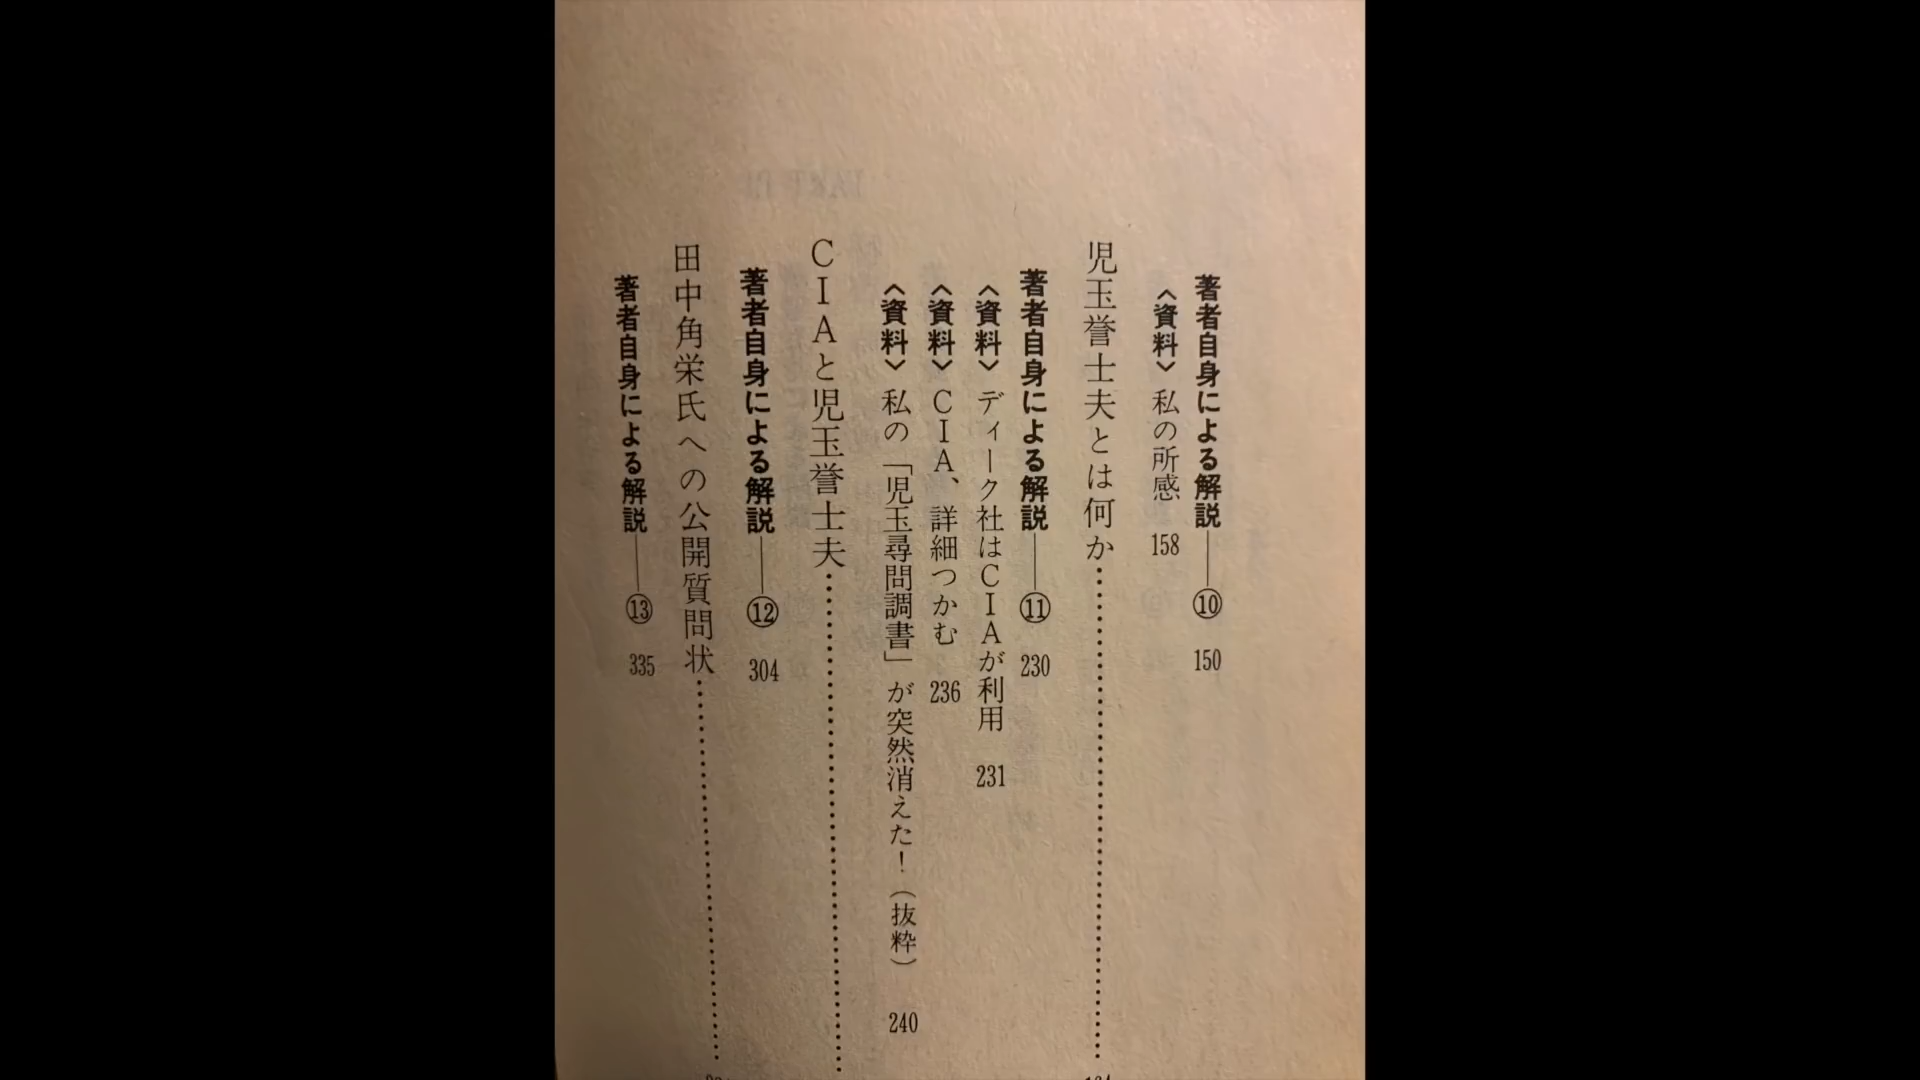 著者自身による解説――⑩ 150
〈資料〉私の所感 158
児玉誉士夫とは何か
著者自身による解説――⑪ 230
〈資料〉ディーク社はCIAが利用 231
〈資料〉CIA、詳細つかむ 236
〈資料〉私の「児玉尋問調書」が突然消えた！（抜粋） 240
CIAと児玉誉士夫
著者自身による解説――⑫ 304
田中角栄氏への公開質問状
著者自身による解説――⑬ 335